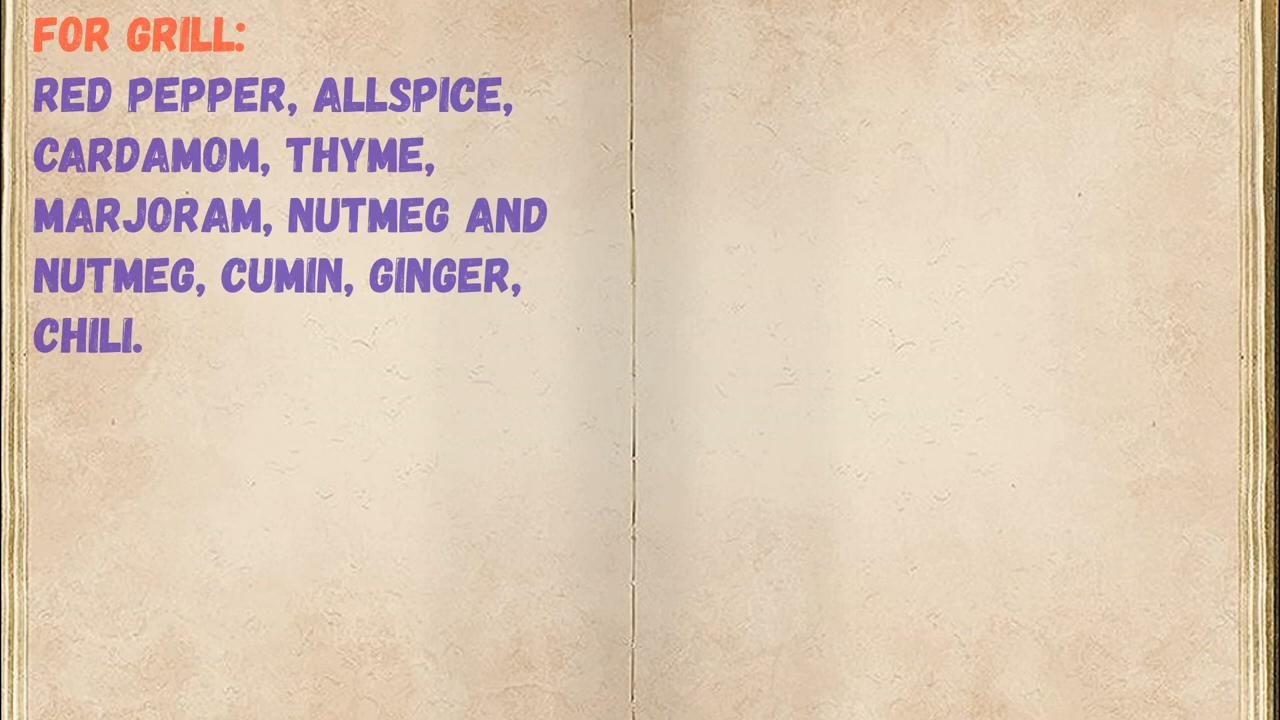 FOR GRILL:
RED PEPPER, ALLSPICE,
CARDAMOM, THYME,
MARJORAM, NUTMEG AND
NUTMEG, CUMIN, GINGER,
CHILI.